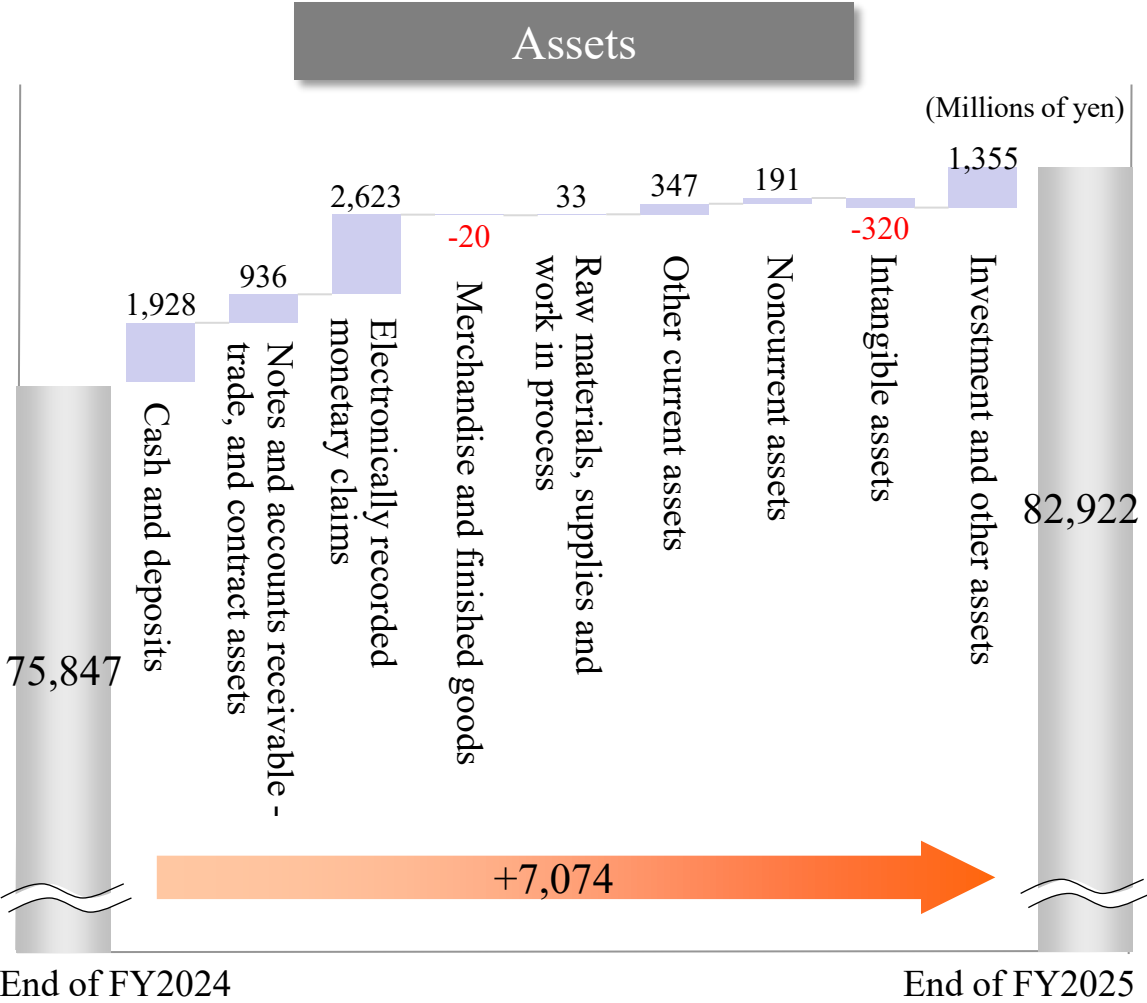 Assets
(Millions of yen)
75,847
1,928
Cash and deposits
936
Notes and accounts receivable -
trade, and contract assets
2,623
Electronically recorded
monetary claims
-20
Merchandise and finished goods
33
Raw materials, supplies and
work in process
347
Other current assets
191
Noncurrent assets
-320
Intangible assets
1,355
Investment and other assets
82,922
+7,074
End of FY2024
End of FY2025